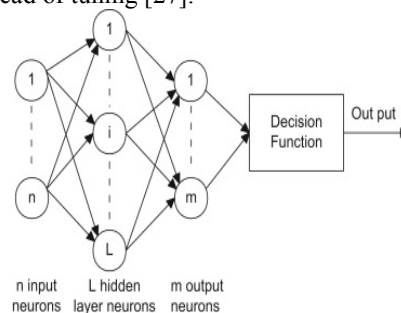 ead of tuning [27].
1
1
1
Out put
i
Decision
Function
n
m
L
n input
neurons
L hidden
layer neurons
m output
neurons